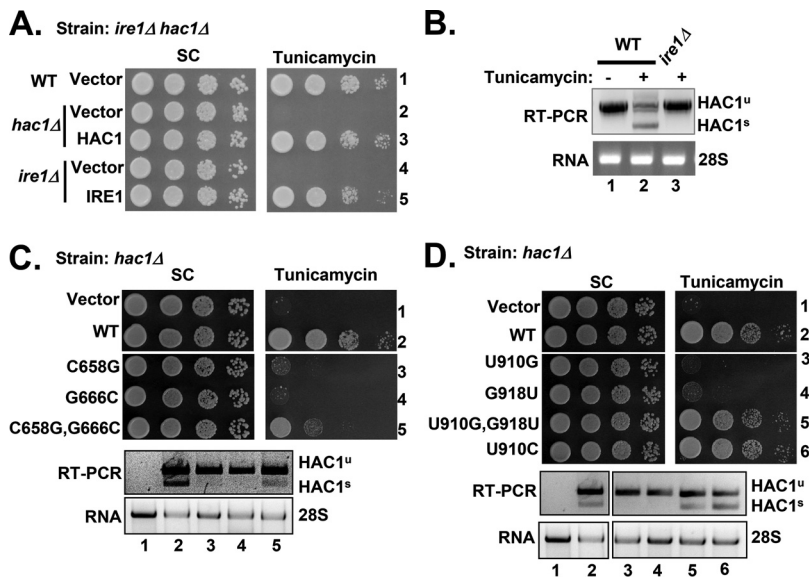 A. Strain: ire1Δ hac1Δ
SC Tunicamycin
WT Vector 1
hac1Δ Vector 2
HAC1 3
ire1Δ Vector 4
IRE1 5
B.
WT ire1Δ
Tunicamycin: - + +
RT-PCR HAC1ᵘ
HAC1ˢ
RNA 28S
1 2 3
C. Strain: hac1Δ
SC Tunicamycin
Vector 1
WT 2
C658G 3
G666C 4
C658G,G666C 5
RT-PCR HAC1ᵘ
HAC1ˢ
RNA 28S
1 2 3 4 5
D. Strain: hac1Δ
SC Tunicamycin
Vector 1
WT 2
U910G 3
G918U 4
U910G,G918U 5
U910C 6
RT-PCR HAC1ᵘ
HAC1ˢ
RNA 28S
1 2 3 4 5 6